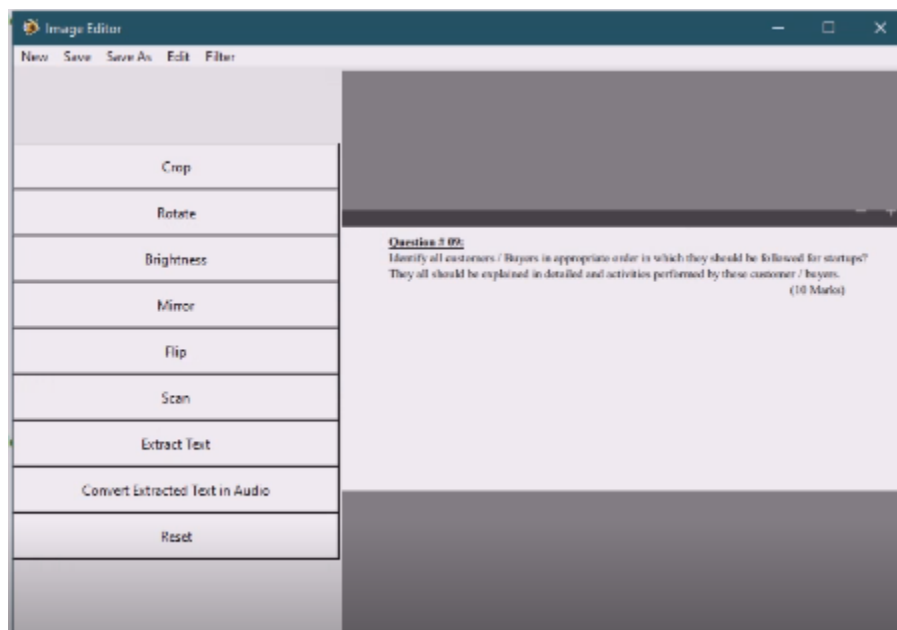 Image Editor
New Save Save As Edit Filter
Crop
Rotate
Brightness
Mirror
Flip
Scan
Extract Text
Convert Extracted Text in Audio
Reset
Question # 09:
Identify all customers / Buyers in appropriate order in which they should be followed for startups?
They all should be explained in detailed and activities performed by these customer / buyers.
(10 Marks)